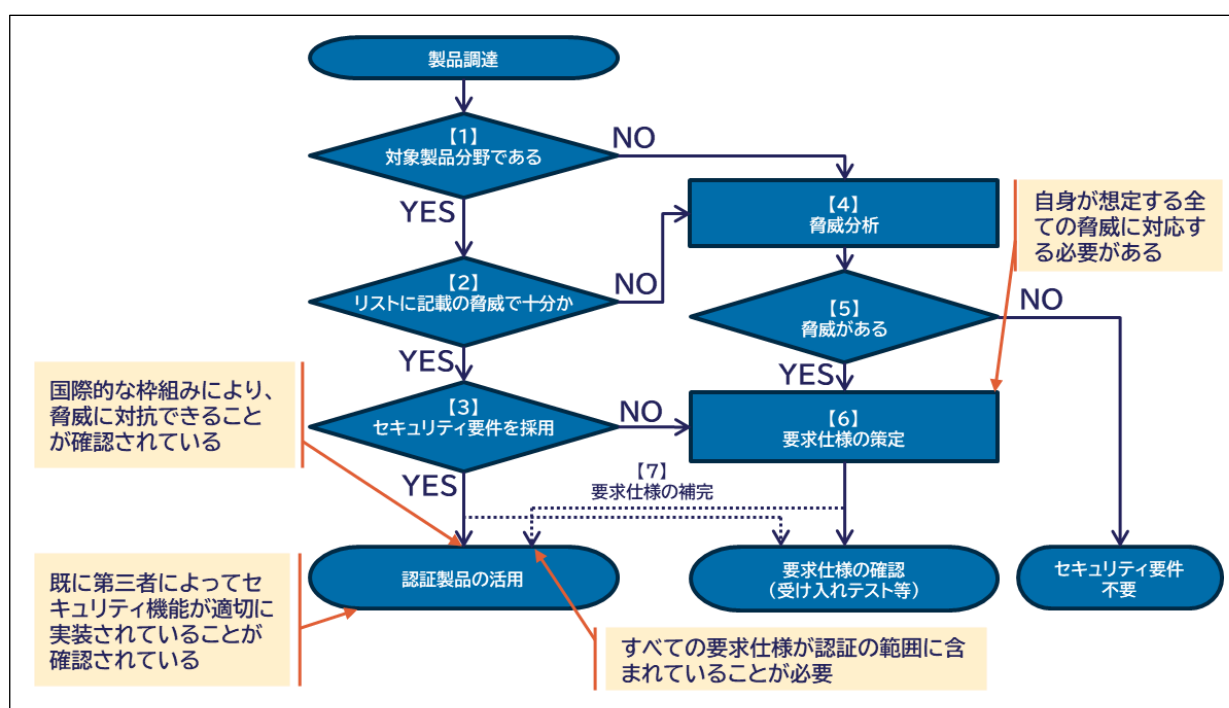 製品調達
【1】
対象製品分野である
NO
YES
【4】
脅威分析
自身が想定する全
ての脅威に対応す
る必要がある
【2】
リストに記載の脅威で十分か
NO
YES
【5】
脅威がある
NO
YES
国際的な枠組みにより、
脅威に対抗できること
が確認されている
【3】
セキュリティ要件を採用
NO
YES
【6】
要求仕様の策定
【7】
要求仕様の補完
認証製品の活用
要求仕様の確認
(受け入れテスト等)
セキュリティ要件
不要
既に第三者によってセ
キュリティ機能が適切に
実装されていることが
確認されている
すべての要求仕様が認証の範囲に含
まれていることが必要